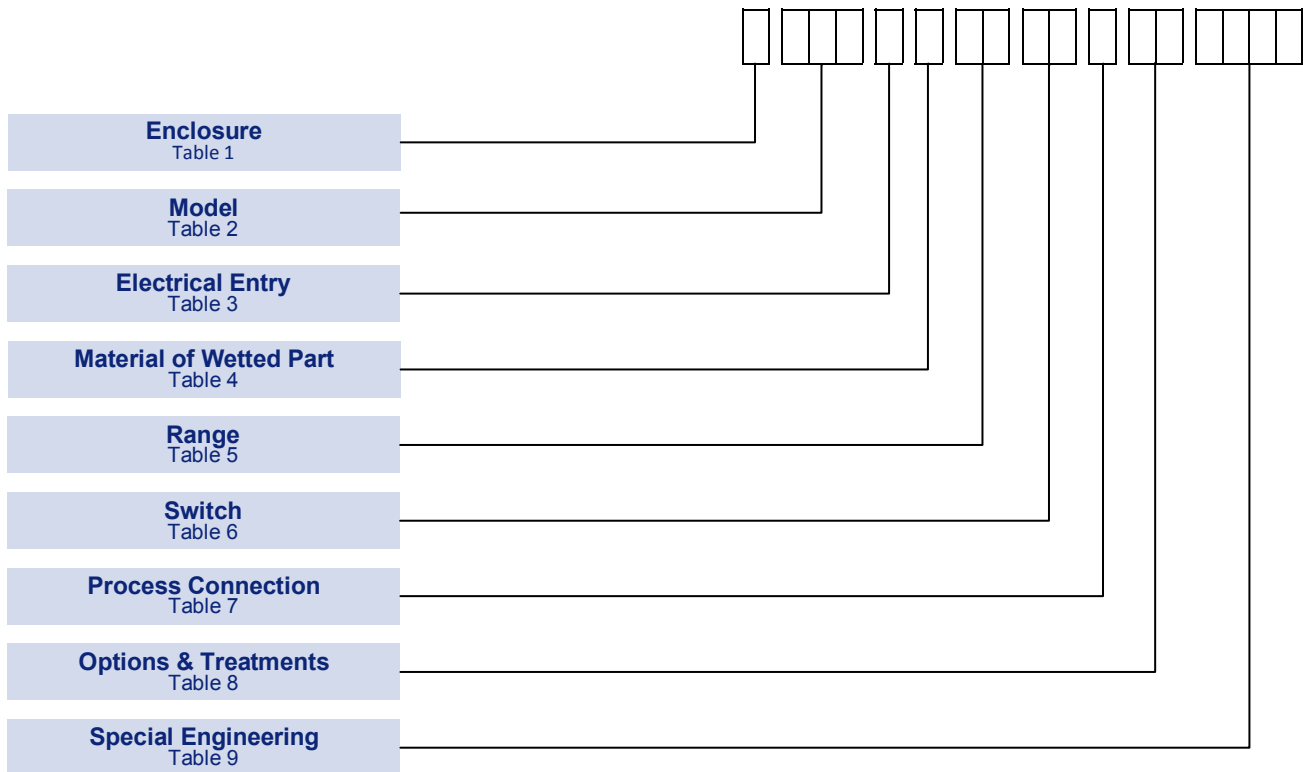 Enclosure
Table 1
Model
Table 2
Electrical Entry
Table 3
Material of Wetted Part
Table 4
Range
Table 5
Switch
Table 6
Process Connection
Table 7
Options & Treatments
Table 8
Special Engineering
Table 9